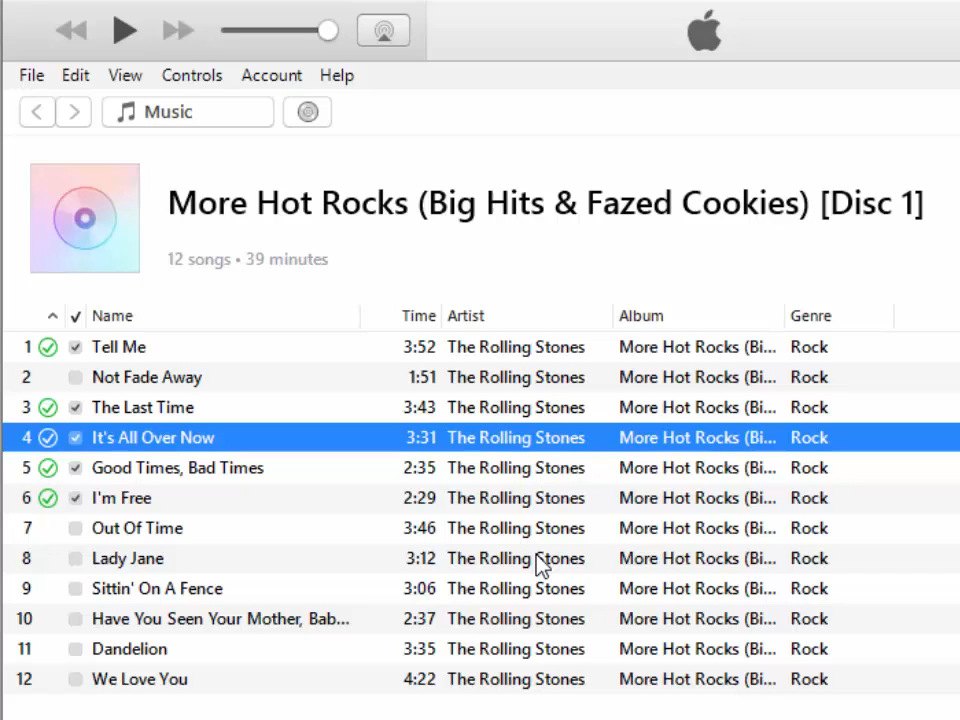 File Edit View Controls Account Help
Music
More Hot Rocks (Big Hits & Fazed Cookies) [Disc 1]
12 songs • 39 minutes
Name Time Artist Album Genre
1 Tell Me 3:52 The Rolling Stones More Hot Rocks (Bi... Rock
2 Not Fade Away 1:51 The Rolling Stones More Hot Rocks (Bi... Rock
3 The Last Time 3:43 The Rolling Stones More Hot Rocks (Bi... Rock
4 It's All Over Now 3:31 The Rolling Stones More Hot Rocks (Bi... Rock
5 Good Times, Bad Times 2:35 The Rolling Stones More Hot Rocks (Bi... Rock
6 I'm Free 2:29 The Rolling Stones More Hot Rocks (Bi... Rock
7 Out Of Time 3:46 The Rolling Stones More Hot Rocks (Bi... Rock
8 Lady Jane 3:12 The Rolling Stones More Hot Rocks (Bi... Rock
9 Sittin' On A Fence 3:06 The Rolling Stones More Hot Rocks (Bi... Rock
10 Have You Seen Your Mother, Bab... 2:37 The Rolling Stones More Hot Rocks (Bi... Rock
11 Dandelion 3:35 The Rolling Stones More Hot Rocks (Bi... Rock
12 We Love You 4:22 The Rolling Stones More Hot Rocks (Bi... Rock